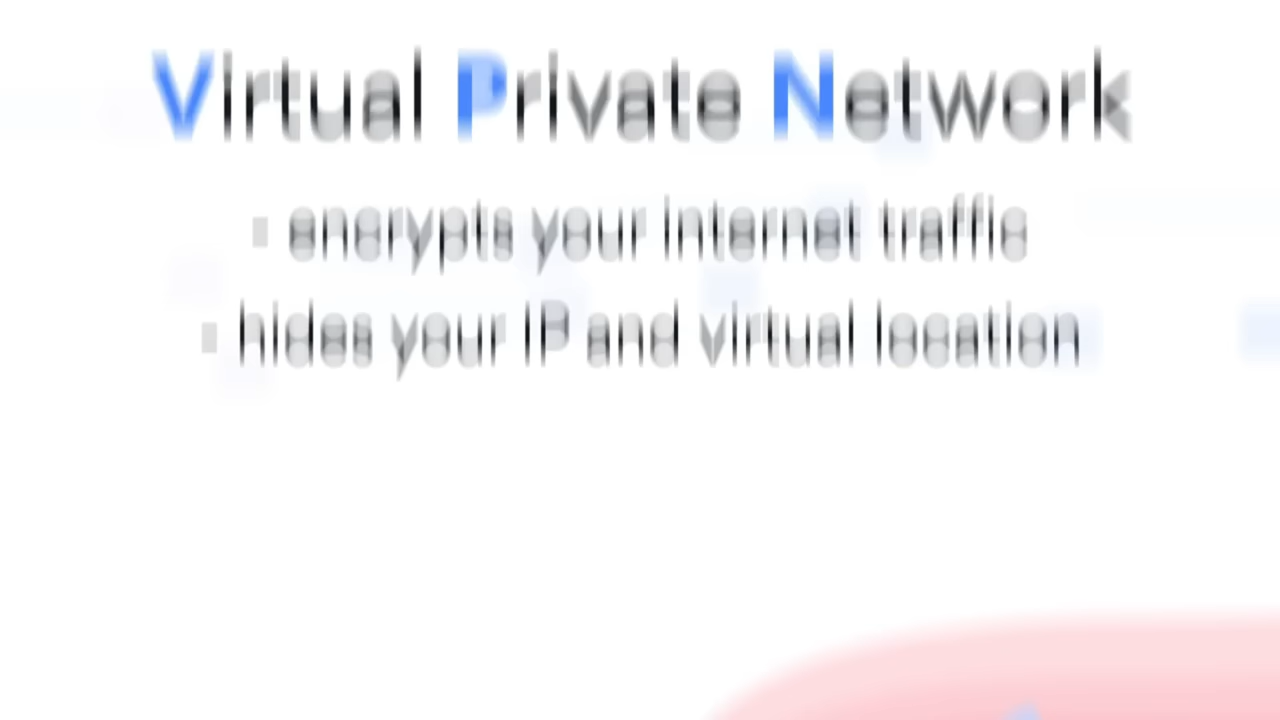 Virtual Private Network
- encrypts your internet traffic
- hides your IP and virtual location